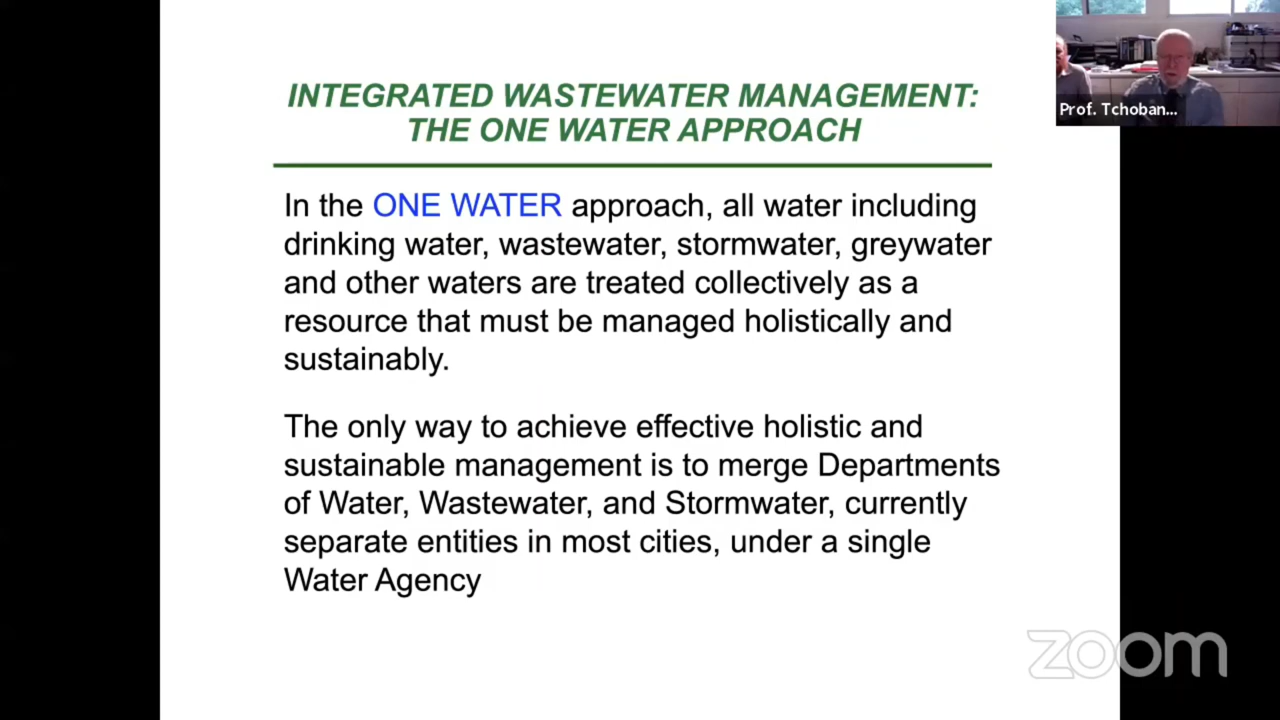 INTEGRATED WASTEWATER MANAGEMENT:
THE ONE WATER APPROACH
Prof. Tchoban...
In the ONE WATER approach, all water including
drinking water, wastewater, stormwater, greywater
and other waters are treated collectively as a
resource that must be managed holistically and
sustainably.
The only way to achieve effective holistic and
sustainable management is to merge Departments
of Water, Wastewater, and Stormwater, currently
separate entities in most cities, under a single
Water Agency
zoom